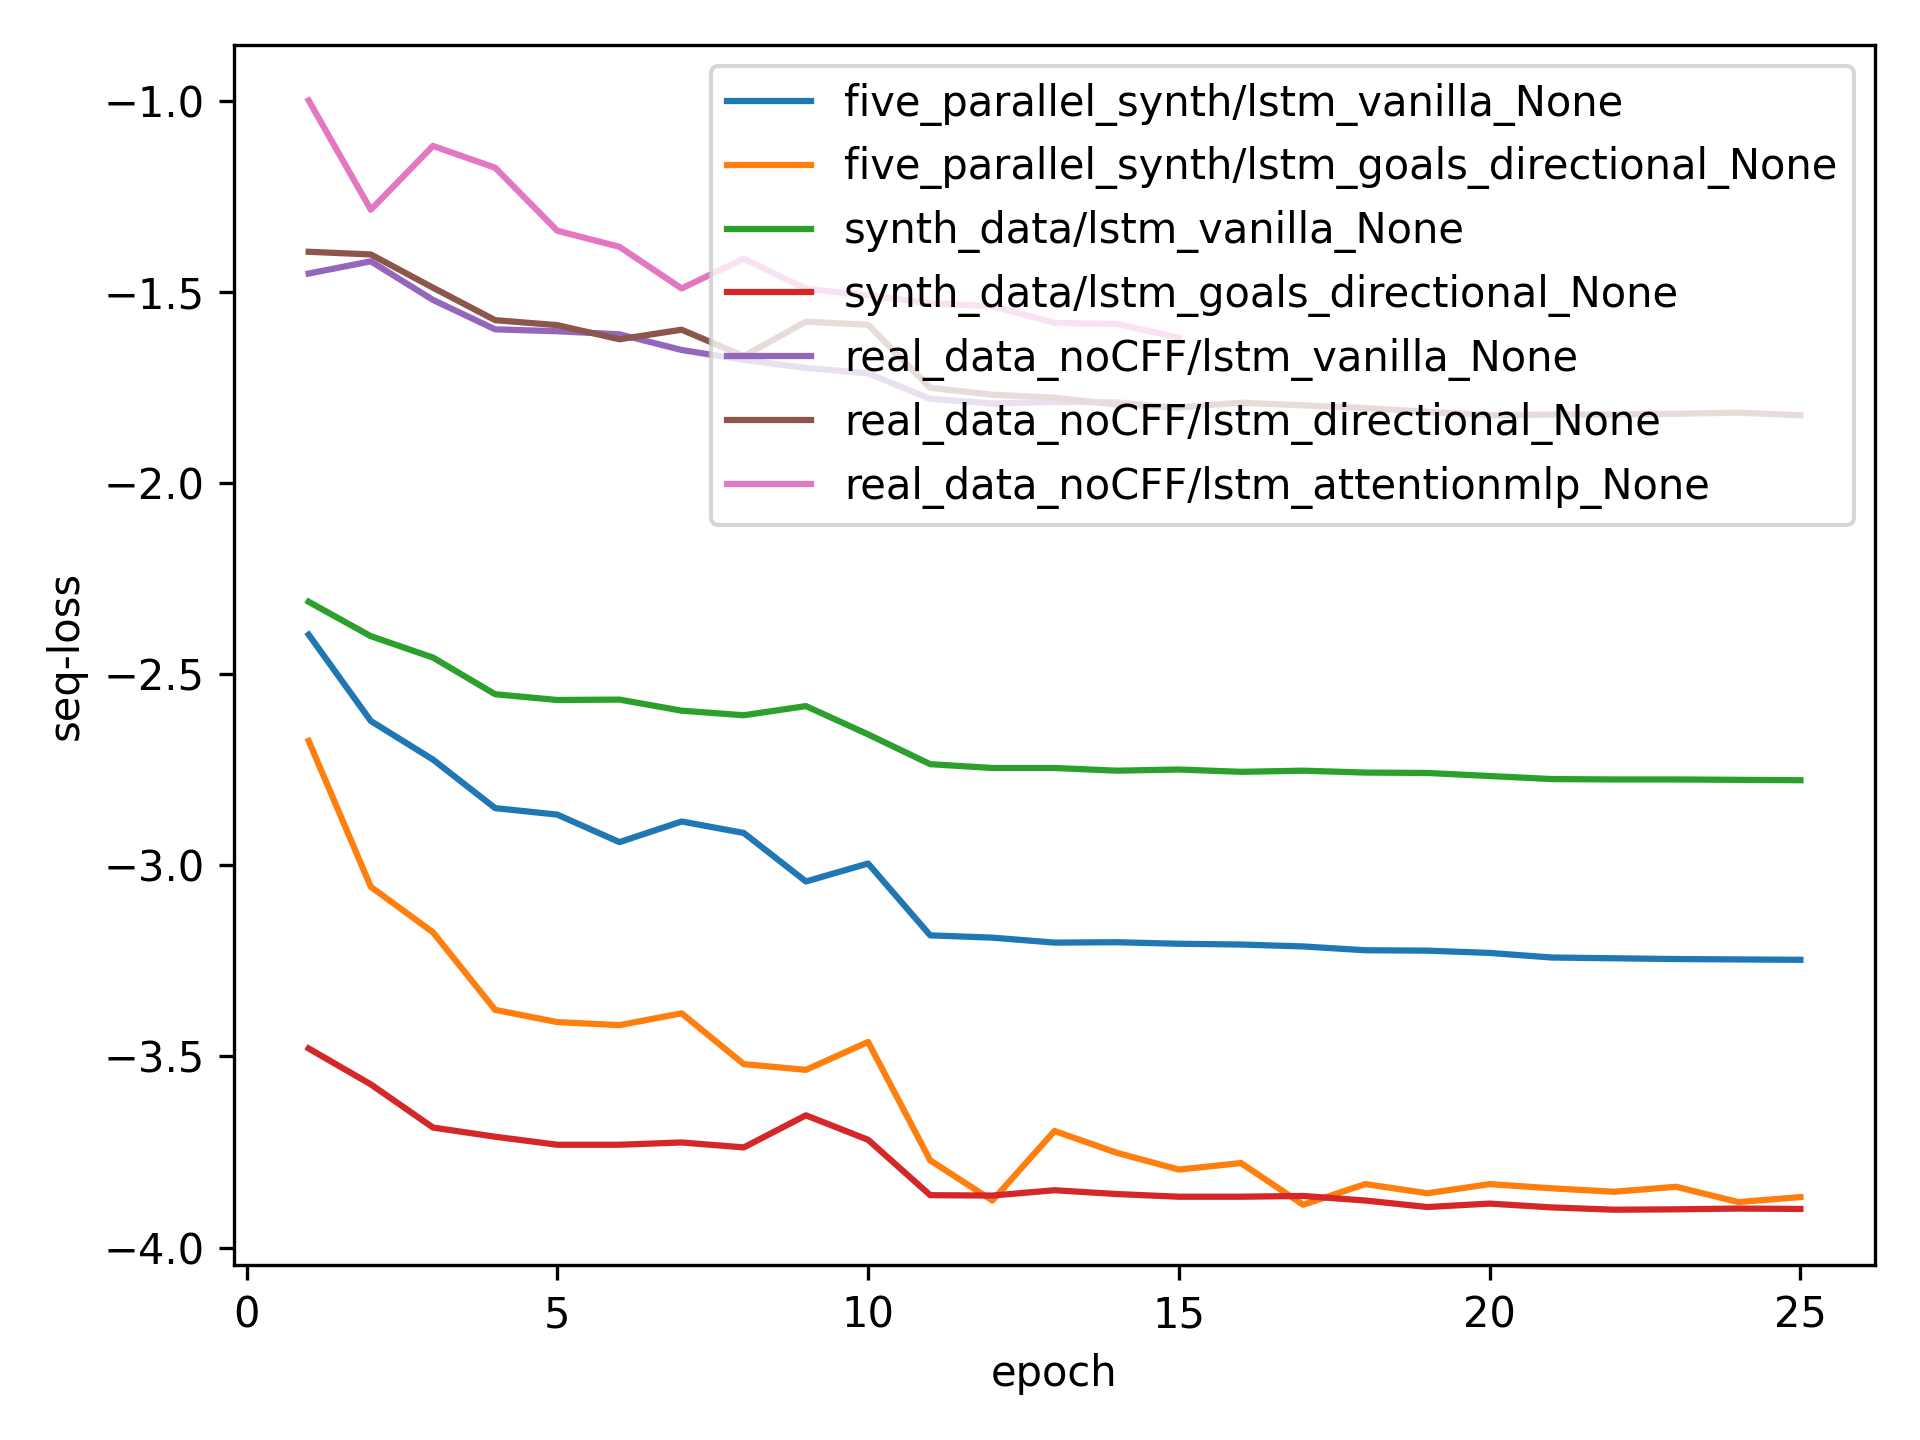 five_parallel_synth/lstm_vanilla_None
five_parallel_synth/lstm_goals_directional_None
synth_data/lstm_vanilla_None
synth_data/lstm_goals_directional_None
real_data_noCFF/lstm_vanilla_None
real_data_noCFF/lstm_directional_None
real_data_noCFF/lstm_attentionmlp_None
−1.0
−1.5
−2.0
−2.5
−3.0
−3.5
−4.0
seq-loss
0 5 10 15 20 25
epoch